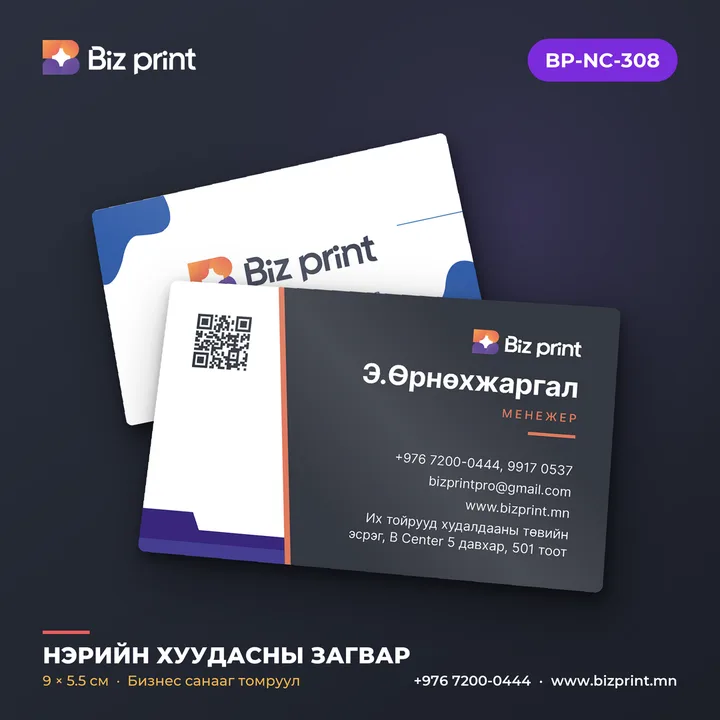 Biz print
BP-NC-308
Biz print
Biz print
Э.Өрнөхжаргал
МЕНЕЖЕР
+976 7200-0444, 9917 0537
bizprintpro@gmail.com
www.bizprint.mn
Их тойрууд худалдааны төвийн
эсрэг, B Center 5 давхар, 501 тоот
НЭРИЙН ХУУДАСНЫ ЗАГВАР
9 × 5.5 см · Бизнес санааг томруул
+976 7200-0444 · www.bizprint.mn